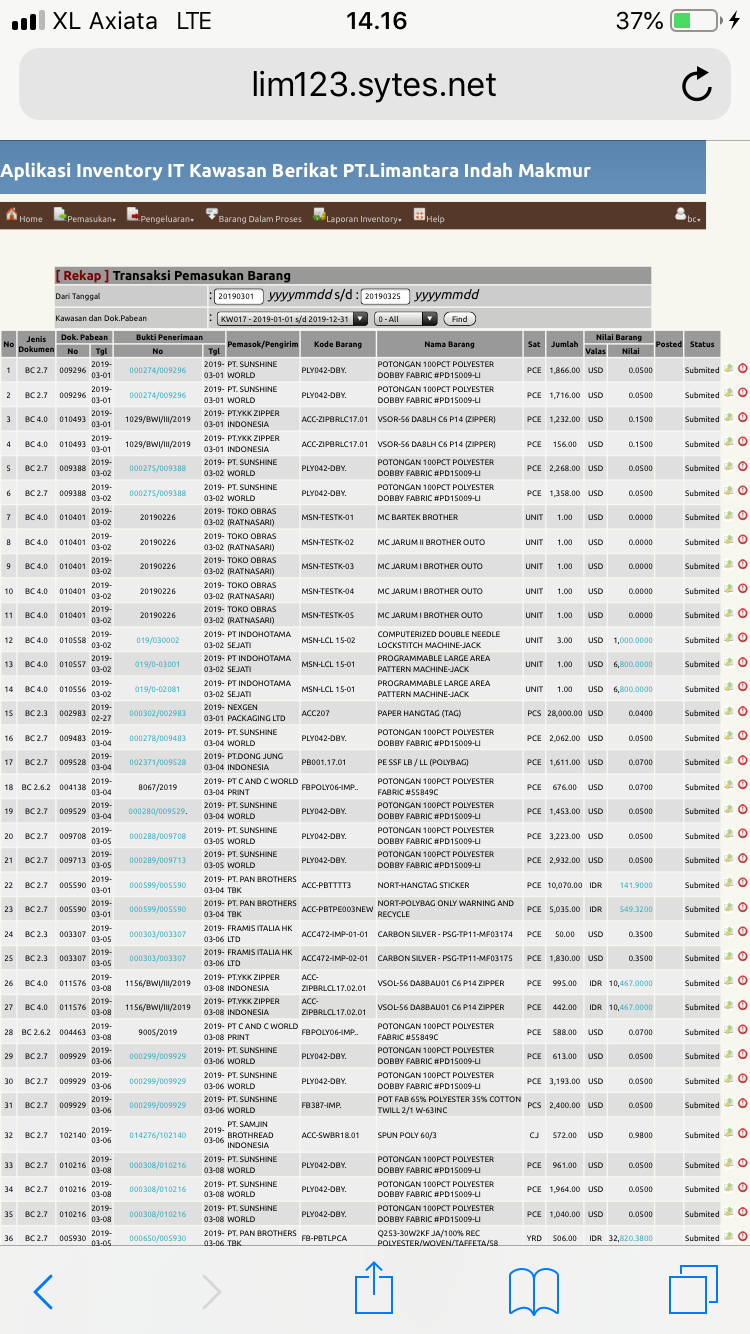 XL Axiata LTE 14.16 37%
lim123.sytes.net
Aplikasi Inventory IT Kawasan Berikat PT.Limantara Indah Makmur
Home Pemasukan Pengeluaran Barang Dalam Proses Laporan Inventory Help bc
[ Rekap ] Transaksi Pemasukan Barang
Dari Tanggal : 20190301 yyyymmdd s/d : 20190325 yyyymmdd
Kawasan dan Dok.Pabean : KW017 - 2019-01-01 s/d 2019-12-31 0 - All Find
No Jenis Dokumen Dok. Pabean No Tgl Bukti Penerimaan No Tgl Pemasok/Pengirim Kode Barang Nama Barang Sat Jumlah Nilai Barang Valas Nilai Posted Status
1 BC 2.7 009296 2019-03-01 000274/009296 2019-03-01 PT. SUNSHINE WORLD PLY042-DBY. POTONGAN 100PCT POLYESTER DOBBY FABRIC #PD15009-LI PCE 1,866.00 USD 0.0500 Submited
2 BC 2.7 009296 2019-03-01 000274/009296 2019-03-01 PT. SUNSHINE WORLD PLY042-DBY. POTONGAN 100PCT POLYESTER DOBBY FABRIC #PD15009-LI PCE 1,716.00 USD 0.0500 Submited
3 BC 4.0 010493 2019-03-01 1029/BWI/III/2019 2019-03-01 PT.YKK ZIPPER INDONESIA ACC-ZIPBRLC17.01 VSOR-56 DA8LH C6 P14 (ZIPPER) PCE 1,232.00 USD 0.1500 Submited
4 BC 4.0 010493 2019-03-01 1029/BWI/III/2019 2019-03-01 PT.YKK ZIPPER INDONESIA ACC-ZIPBRLC17.01 VSOR-56 DA8LH C6 P14 (ZIPPER) PCE 156.00 USD 0.1500 Submited
5 BC 2.7 009388 2019-03-02 000275/009388 2019-03-02 PT. SUNSHINE WORLD PLY042-DBY. POTONGAN 100PCT POLYESTER DOBBY FABRIC #PD15009-LI PCE 2,268.00 USD 0.0500 Submited
6 BC 2.7 009388 2019-03-02 000275/009388 2019-03-02 PT. SUNSHINE WORLD PLY042-DBY. POTONGAN 100PCT POLYESTER DOBBY FABRIC #PD15009-LI PCE 1,358.00 USD 0.0500 Submited
7 BC 4.0 010401 2019-03-02 20190226 2019-03-02 TOKO OBRAS (RATNASARI) MSN-TESTK-01 MC BARTEK BROTHER UNIT 1.00 USD 0.0000 Submited
8 BC 4.0 010401 2019-03-02 20190226 2019-03-02 TOKO OBRAS (RATNASARI) MSN-TESTK-02 MC JARUM II BROTHER OUTO UNIT 1.00 USD 0.0000 Submited
9 BC 4.0 010401 2019-03-02 20190226 2019-03-02 TOKO OBRAS (RATNASARI) MSN-TESTK-03 MC JARUM I BROTHER OUTO UNIT 1.00 USD 0.0000 Submited
10 BC 4.0 010401 2019-03-02 20190226 2019-03-02 TOKO OBRAS (RATNASARI) MSN-TESTK-04 MC JARUM I BROTHER OUTO UNIT 1.00 USD 0.0000 Submited
11 BC 4.0 010401 2019-03-02 20190226 2019-03-02 TOKO OBRAS (RATNASARI) MSN-TESTK-05 MC JARUM I BROTHER OUTO UNIT 1.00 USD 0.0000 Submited
12 BC 4.0 010558 2019-03-02 019/030002 2019-03-02 PT INDOHOTAMA SEJATI MSN-LCL 15-02 COMPUTERIZED DOUBLE NEEDLE LOCKSTITCH MACHINE-JACK UNIT 3.00 USD 1,000.0000 Submited
13 BC 4.0 010557 2019-03-02 019/0-03001 2019-03-02 PT INDOHOTAMA SEJATI MSN-LCL 15-01 PROGRAMMABLE LARGE AREA PATTERN MACHINE-JACK UNIT 1.00 USD 6,800.0000 Submited
14 BC 4.0 010556 2019-03-02 019/0-02081 2019-03-02 PT INDOHOTAMA SEJATI MSN-LCL 15-01 PROGRAMMABLE LARGE AREA PATTERN MACHINE-JACK UNIT 1.00 USD 6,800.0000 Submited
15 BC 2.3 002983 2019-02-27 000302/002983 2019-03-01 NEXGEN PACKAGING LTD ACC207 PAPER HANGTAG (TAG) PCS 28,000.00 USD 0.0400 Submited
16 BC 2.7 009483 2019-03-04 000278/009483 2019-03-04 PT. SUNSHINE WORLD PLY042-DBY. POTONGAN 100PCT POLYESTER DOBBY FABRIC #PD15009-LI PCE 2,062.00 USD 0.0500 Submited
17 BC 2.7 009528 2019-03-04 002371/009528 2019-03-04 PT.DONG JUNG INDONESIA PB001.17.01 PE SSF LB / LL (POLYBAG) PCE 1,611.00 USD 0.0700 Submited
18 BC 2.6.2 004138 2019-03-04 8067/2019 2019-03-04 PT C AND C WORLD PRINT FBPOLY06-IMP.. POTONGAN 100PCT POLYESTER FABRIC #55849C PCE 676.00 USD 0.0700 Submited
19 BC 2.7 009529 2019-03-04 000280/009529. 2019-03-04 PT. SUNSHINE WORLD PLY042-DBY. POTONGAN 100PCT POLYESTER DOBBY FABRIC #PD15009-LI PCE 1,453.00 USD 0.0500 Submited
20 BC 2.7 009708 2019-03-05 000288/009708 2019-03-05 PT. SUNSHINE WORLD PLY042-DBY. POTONGAN 100PCT POLYESTER DOBBY FABRIC #PD15009-LI PCE 3,223.00 USD 0.0500 Submited
21 BC 2.7 009713 2019-03-05 000289/009713 2019-03-05 PT. SUNSHINE WORLD PLY042-DBY. POTONGAN 100PCT POLYESTER DOBBY FABRIC #PD15009-LI PCE 2,932.00 USD 0.0500 Submited
22 BC 2.7 005590 2019-03-01 000599/005590 2019-03-04 PT. PAN BROTHERS TBK ACC-PBTTTT3 NORT-HANGTAG STICKER PCE 10,070.00 IDR 141.9000 Submited
23 BC 2.7 005590 2019-03-01 000599/005590 2019-03-04 PT. PAN BROTHERS TBK ACC-PBTPE003NEW NORT-POLYBAG ONLY WARNING AND RECYCLE PCE 5,035.00 IDR 549.3200 Submited
24 BC 2.3 003307 2019-03-05 000303/003307 2019-03-06 FRAMIS ITALIA HK LTD ACC472-IMP-01-01 CARBON SILVER - PSG-TP11-MF03174 PCE 50.00 USD 0.3500 Submited
25 BC 2.3 003307 2019-03-05 000303/003307 2019-03-06 FRAMIS ITALIA HK LTD ACC472-IMP-02-01 CARBON SILVER - PSG-TP11-MF03175 PCE 1,830.00 USD 0.3500 Submited
26 BC 4.0 011576 2019-03-08 1156/BWI/III/2019 2019-03-08 PT.YKK ZIPPER INDONESIA ACC-ZIPBRLCL17.02.01 VSOL-56 DA8BAU01 C6 P14 ZIPPER PCE 995.00 IDR 10,467.0000 Submited
27 BC 4.0 011576 2019-03-08 1156/BWI/III/2019 2019-03-08 PT.YKK ZIPPER INDONESIA ACC-ZIPBRLCL17.02.01 VSOL-56 DA8BAU01 C6 P14 ZIPPER PCE 442.00 IDR 10,467.0000 Submited
28 BC 2.6.2 004463 2019-03-08 9005/2019 2019-03-08 PT C AND C WORLD PRINT FBPOLY06-IMP.. POTONGAN 100PCT POLYESTER FABRIC #55849C PCE 588.00 USD 0.0700 Submited
29 BC 2.7 009929 2019-03-06 000299/009929 2019-03-06 PT. SUNSHINE WORLD PLY042-DBY. POTONGAN 100PCT POLYESTER DOBBY FABRIC #PD15009-LI PCE 613.00 USD 0.0500 Submited
30 BC 2.7 009929 2019-03-06 000299/009929 2019-03-06 PT. SUNSHINE WORLD PLY042-DBY. POTONGAN 100PCT POLYESTER DOBBY FABRIC #PD15009-LI PCE 3,193.00 USD 0.0500 Submited
31 BC 2.7 009929 2019-03-06 000299/009929 2019-03-06 PT. SUNSHINE WORLD FB387-IMP. POT FAB 65% POLYESTER 35% COTTON TWILL 2/1 W-63INC PCS 2,400.00 USD 0.0500 Submited
32 BC 2.7 102140 2019-03-06 014276/102140 2019-03-06 PT. SAMJIN BROTHREAD INDONESIA ACC-SWBR18.01 SPUN POLY 60/3 CJ 572.00 USD 0.9800 Submited
33 BC 2.7 010216 2019-03-08 000308/010216 2019-03-08 PT. SUNSHINE WORLD PLY042-DBY. POTONGAN 100PCT POLYESTER DOBBY FABRIC #PD15009-LI PCE 961.00 USD 0.0500 Submited
34 BC 2.7 010216 2019-03-08 000308/010216 2019-03-08 PT. SUNSHINE WORLD PLY042-DBY. POTONGAN 100PCT POLYESTER DOBBY FABRIC #PD15009-LI PCE 1,964.00 USD 0.0500 Submited
35 BC 2.7 010216 2019-03-08 000308/010216 2019-03-08 PT. SUNSHINE WORLD PLY042-DBY. POTONGAN 100PCT POLYESTER DOBBY FABRIC #PD15009-LI PCE 1,040.00 USD 0.0500 Submited
36 BC 2.7 005930 2019-03-05 000650/005930 2019-03-06 PT. PAN BROTHERS TBK FB-PBTLPCA Q253-30W2KF JA/100% REC POLYESTER/WOVEN/TAFFETA/58 YRD 506.00 IDR 32,820.3800 Submited